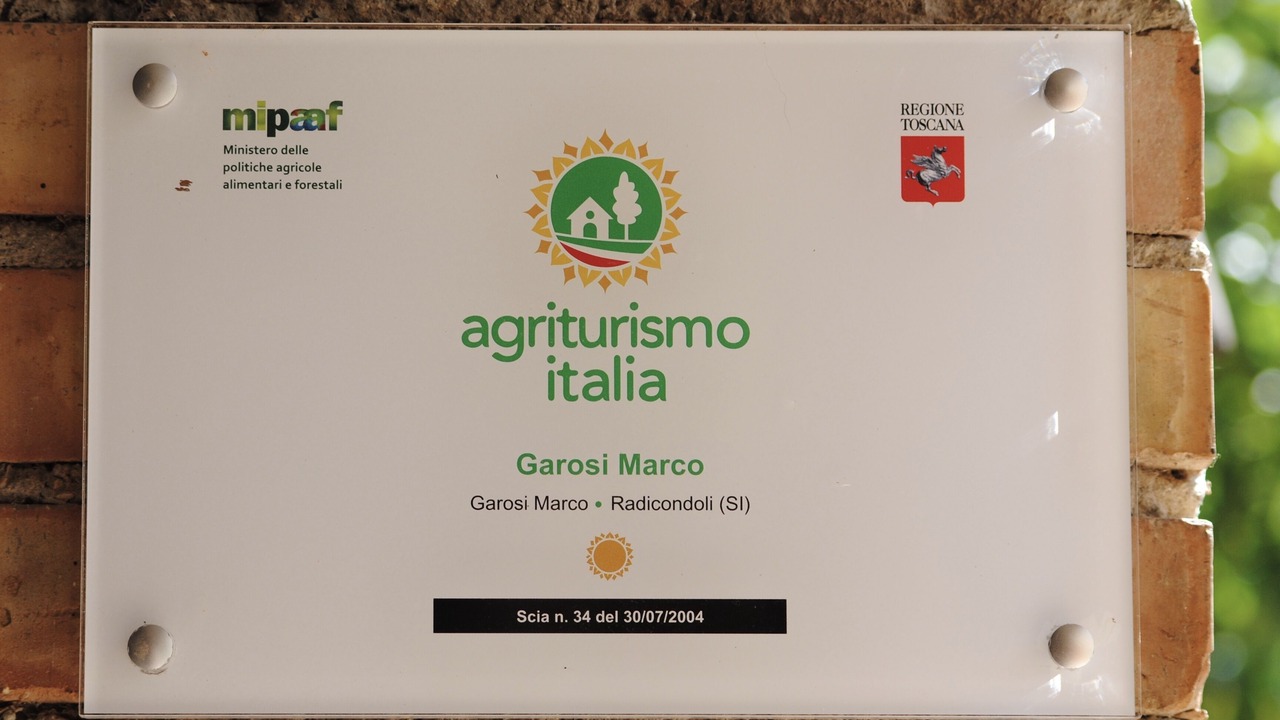 mipaaf
Ministero delle
politiche agricole
alimentari e forestali
REGIONE
TOSCANA
agriturismo
italia
Garosi Marco
Garosi Marco • Radicondoli (SI)
Scia n. 34 del 30/07/2004